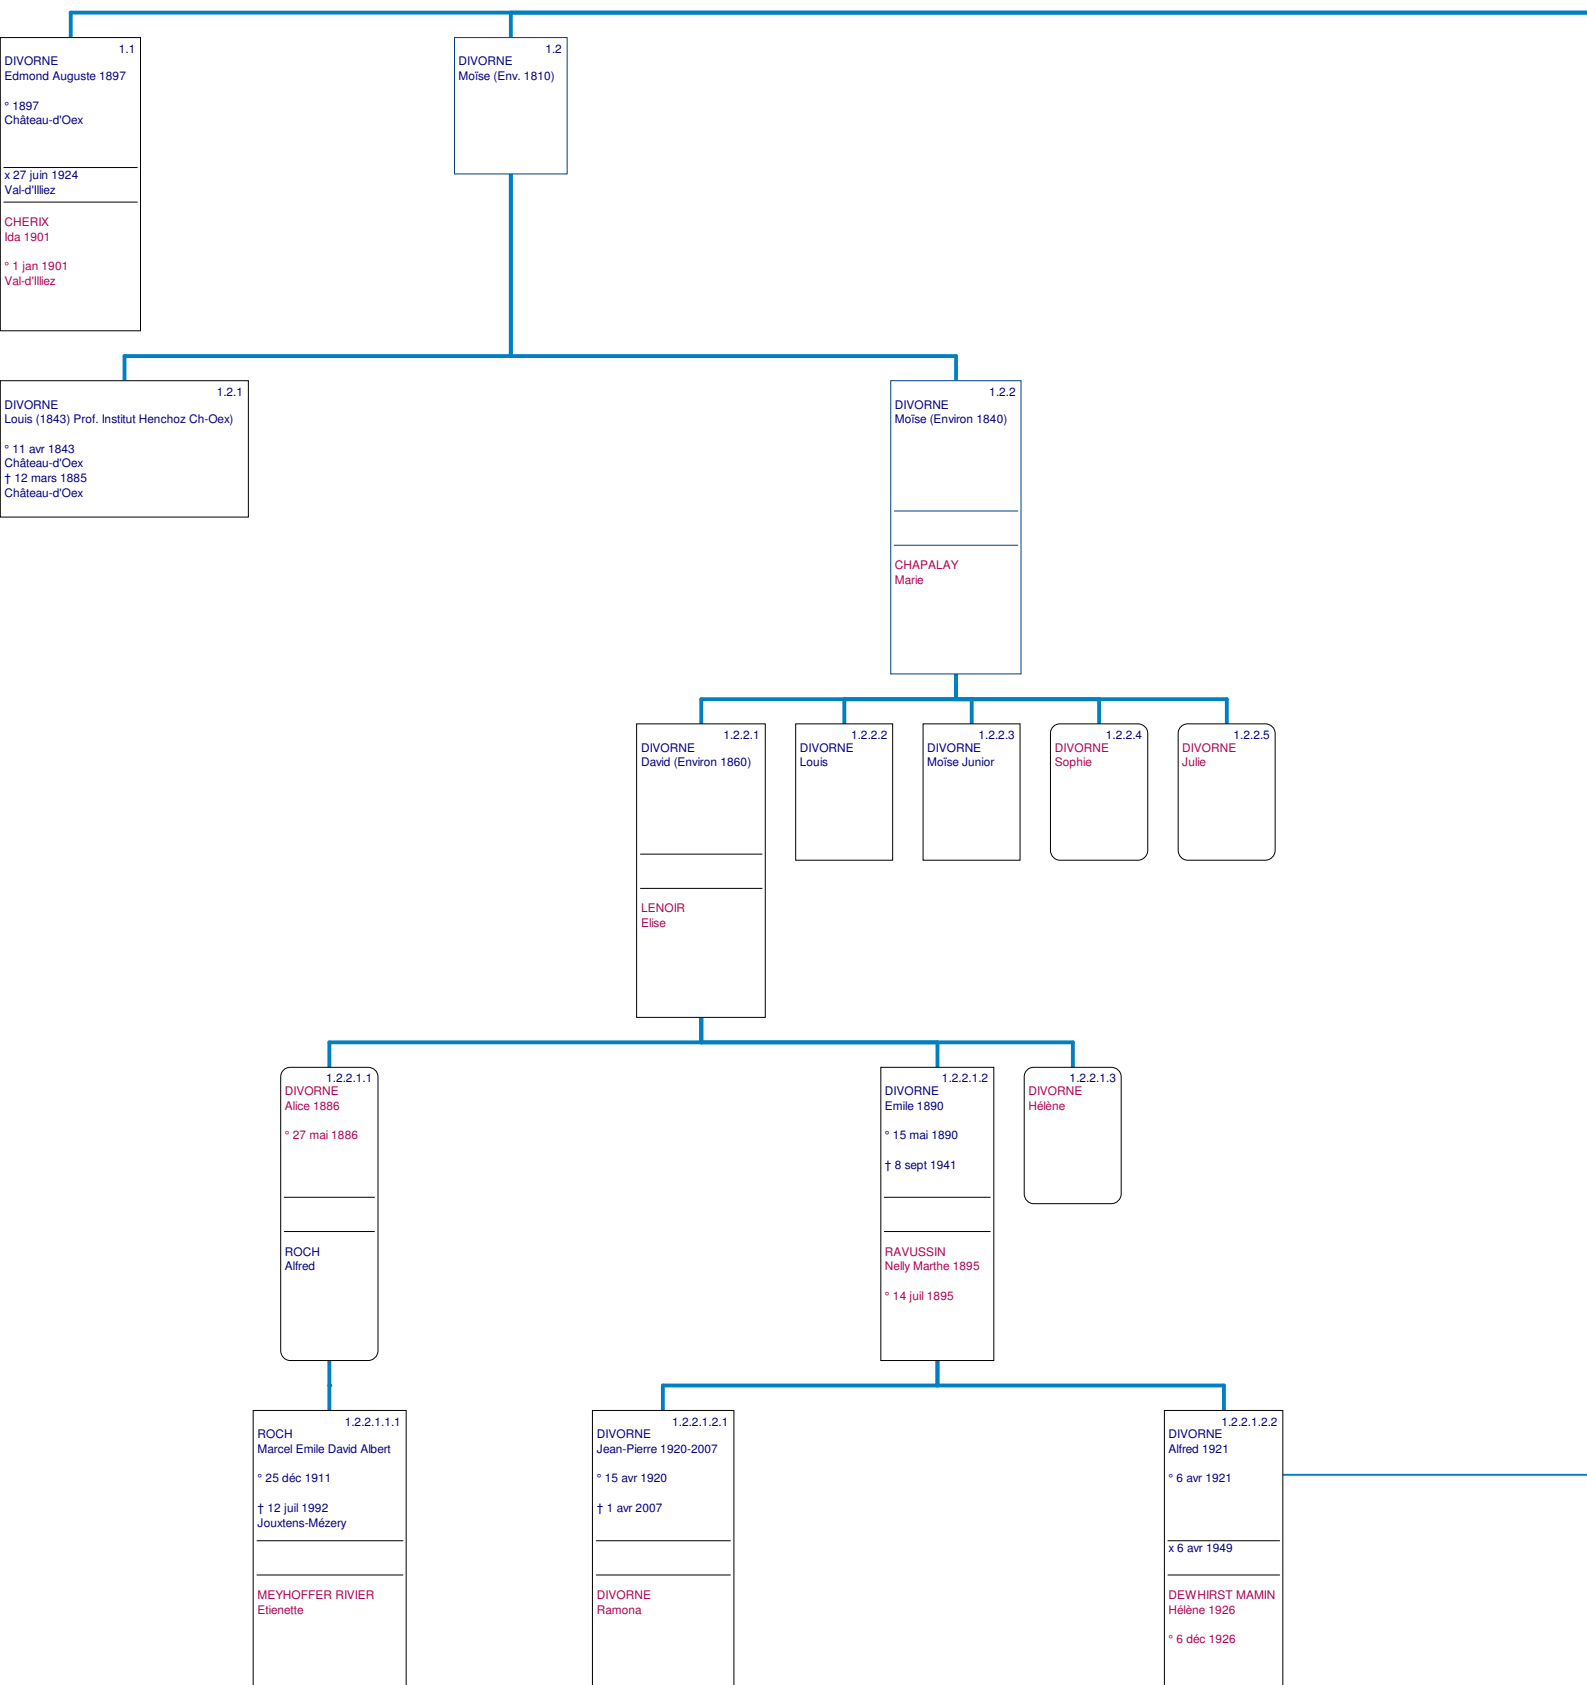 1.1
DIVORNE
Edmond Auguste 1897
° 1897
Château-d'Oex
x 27 juin 1924
Val-d'Illiez
CHERIX
Ida 1901
° 1 jan 1901
Val-d'Illiez
1.2
DIVORNE
Moïse (Env. 1810)
1.2.1
DIVORNE
Louis (1843) Prof. Institut Henchoz Ch-Oex)
° 11 avr 1843
Château-d'Oex
† 12 mars 1885
Château-d'Oex
1.2.2
DIVORNE
Moïse (Environ 1840)
CHAPALAY
Marie
1.2.2.1
DIVORNE
David (Environ 1860)
LENOIR
Elise
1.2.2.2
DIVORNE
Louis
1.2.2.3
DIVORNE
Moïse Junior
1.2.2.4
DIVORNE
Sophie
1.2.2.5
DIVORNE
Julie
1.2.2.1.1
DIVORNE
Alice 1886
° 27 mai 1886
ROCH
Alfred
1.2.2.1.2
DIVORNE
Emile 1890
° 15 mai 1890
† 8 sept 1941
RAVUSSIN
Nelly Marthe 1895
° 14 juil 1895
1.2.2.1.3
DIVORNE
Hélène
1.2.2.1.1.1
ROCH
Marcel Emile David Albert
° 25 déc 1911
† 12 juil 1992
Jouxtens-Mézery
MEYHOFFER RIVIER
Etienette
1.2.2.1.2.1
DIVORNE
Jean-Pierre 1920-2007
° 15 avr 1920
† 1 avr 2007
DIVORNE
Ramona
1.2.2.1.2.2
DIVORNE
Alfred 1921
° 6 avr 1921
x 6 avr 1949
DEWHIRST MAMIN
Hélène 1926
° 6 déc 1926